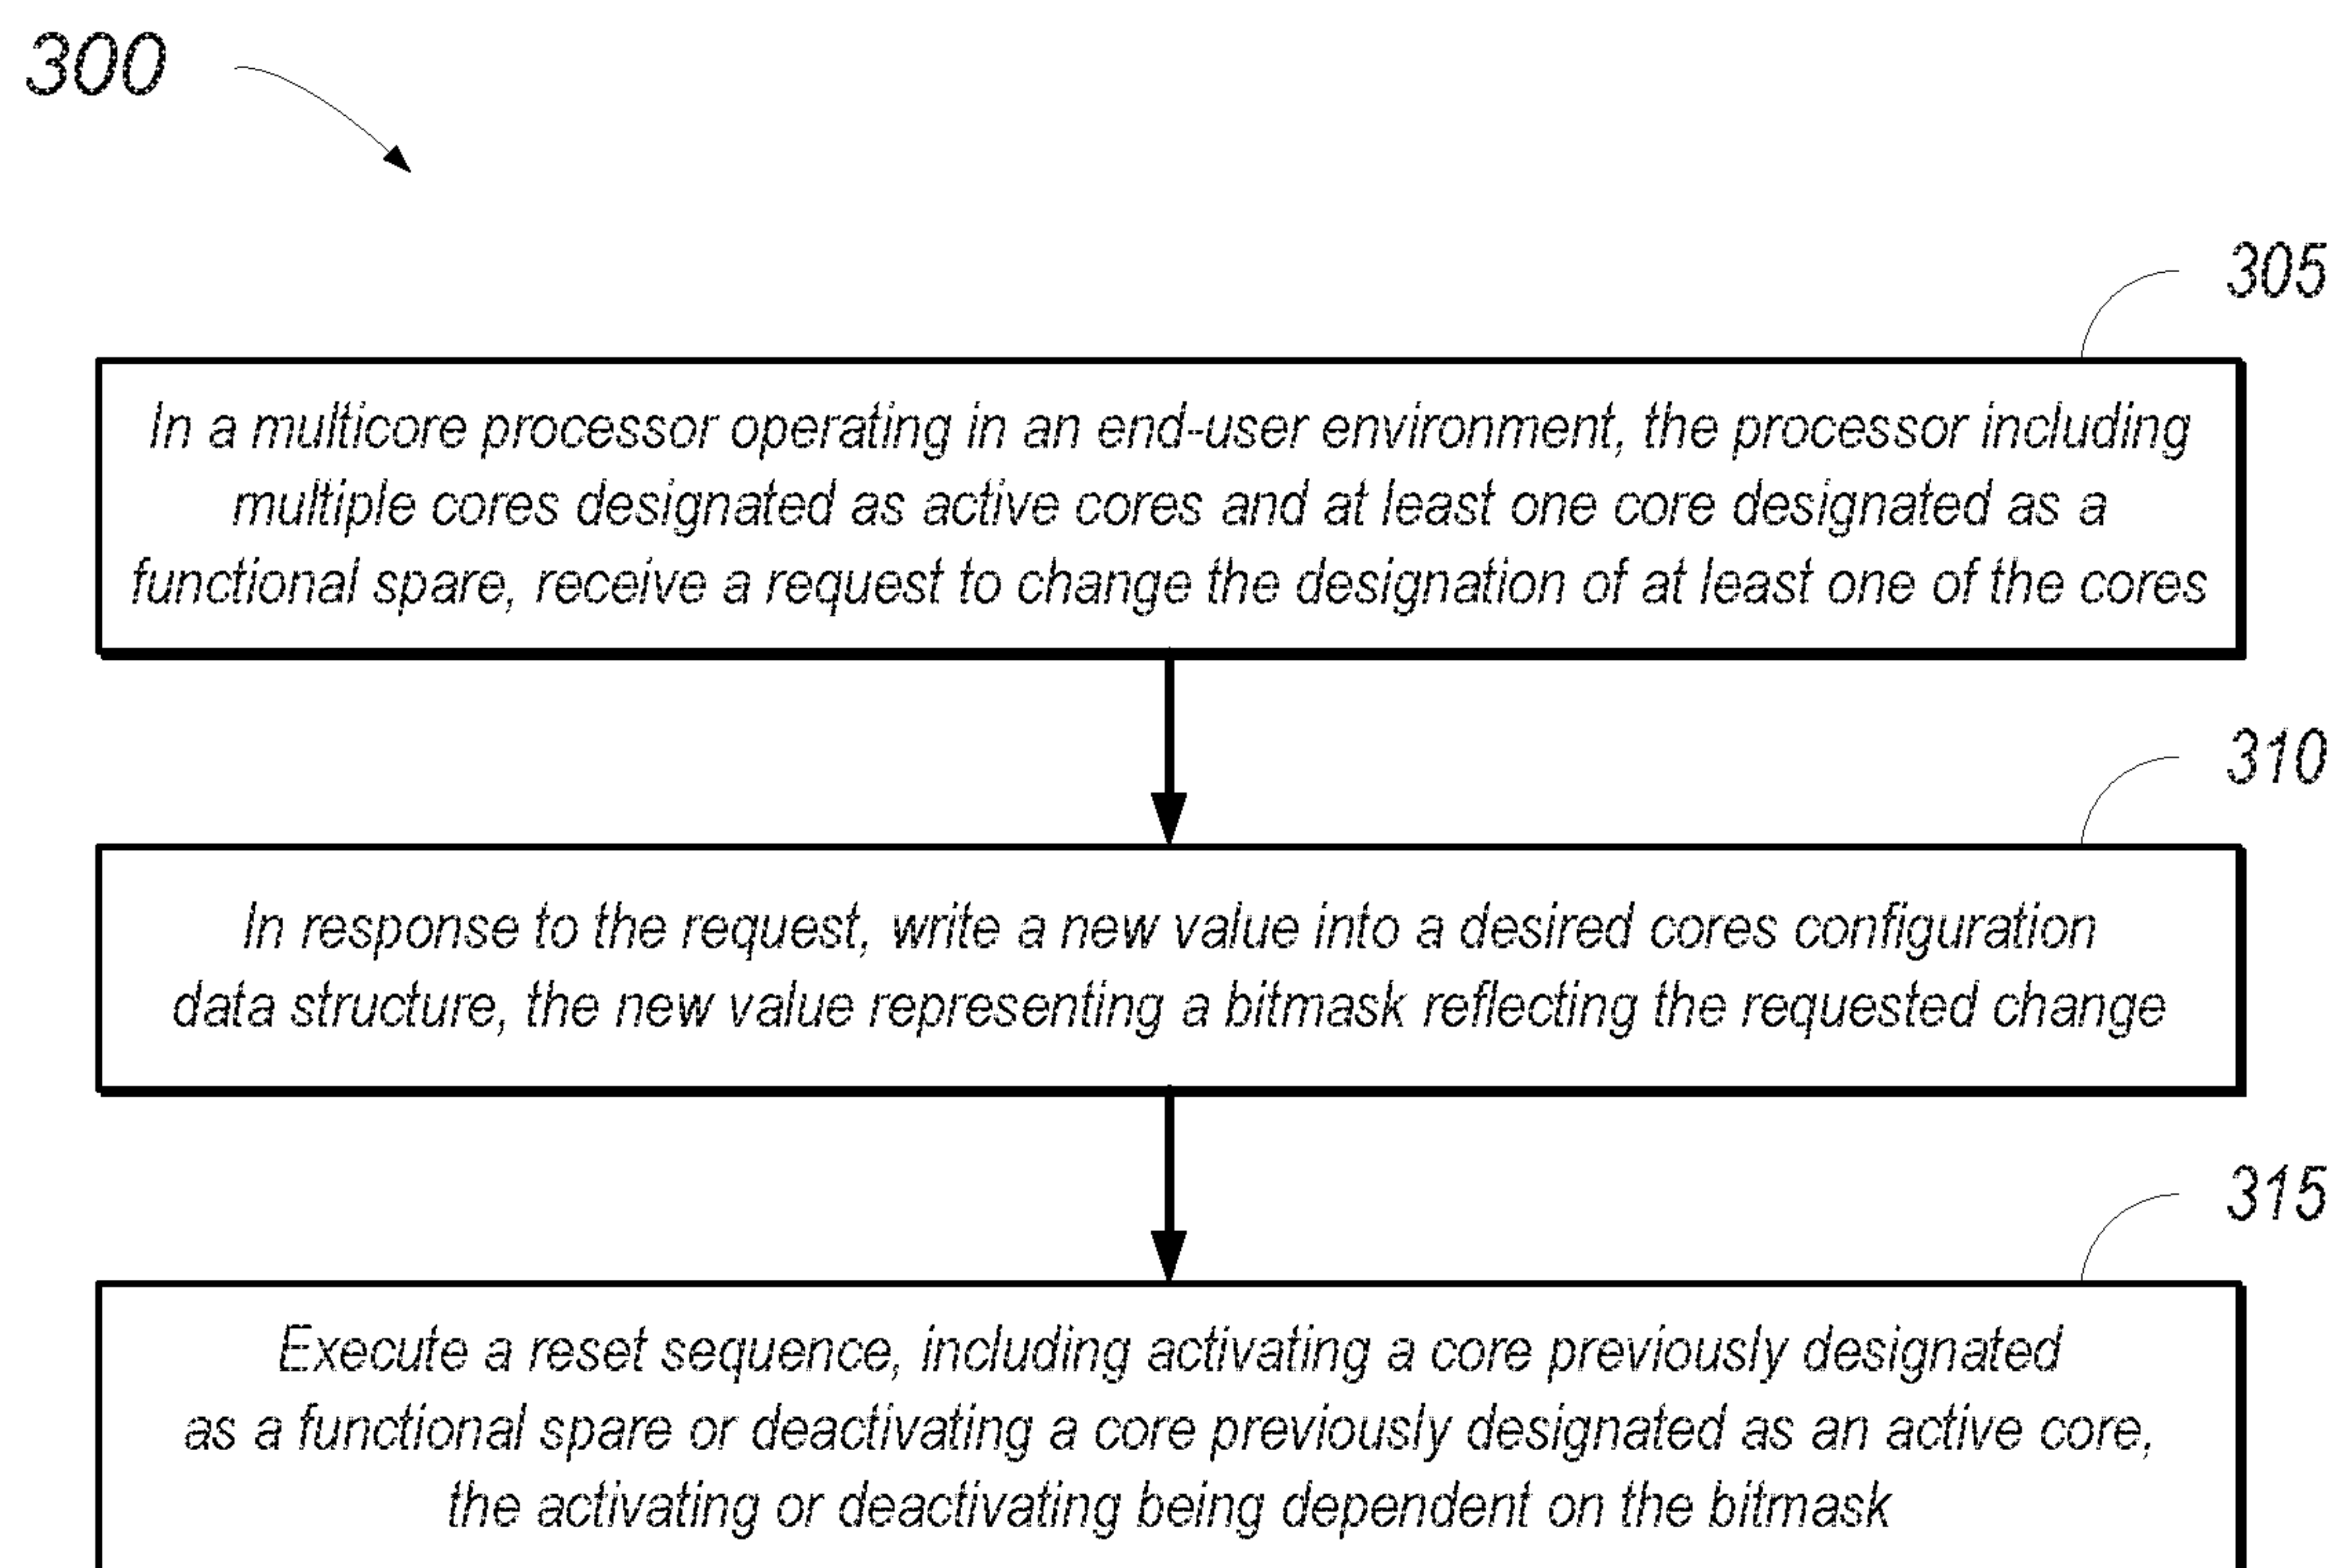 300
305
In a multicore processor operating in an end-user environment, the processor including
multiple cores designated as active cores and at least one core designated as a
functional spare, receive a request to change the designation of at least one of the cores
310
In response to the request, write a new value into a desired cores configuration
data structure, the new value representing a bitmask reflecting the requested change
315
Execute a reset sequence, including activating a core previously designated
as a functional spare or deactivating a core previously designated as an active core,
the activating or deactivating being dependent on the bitmask